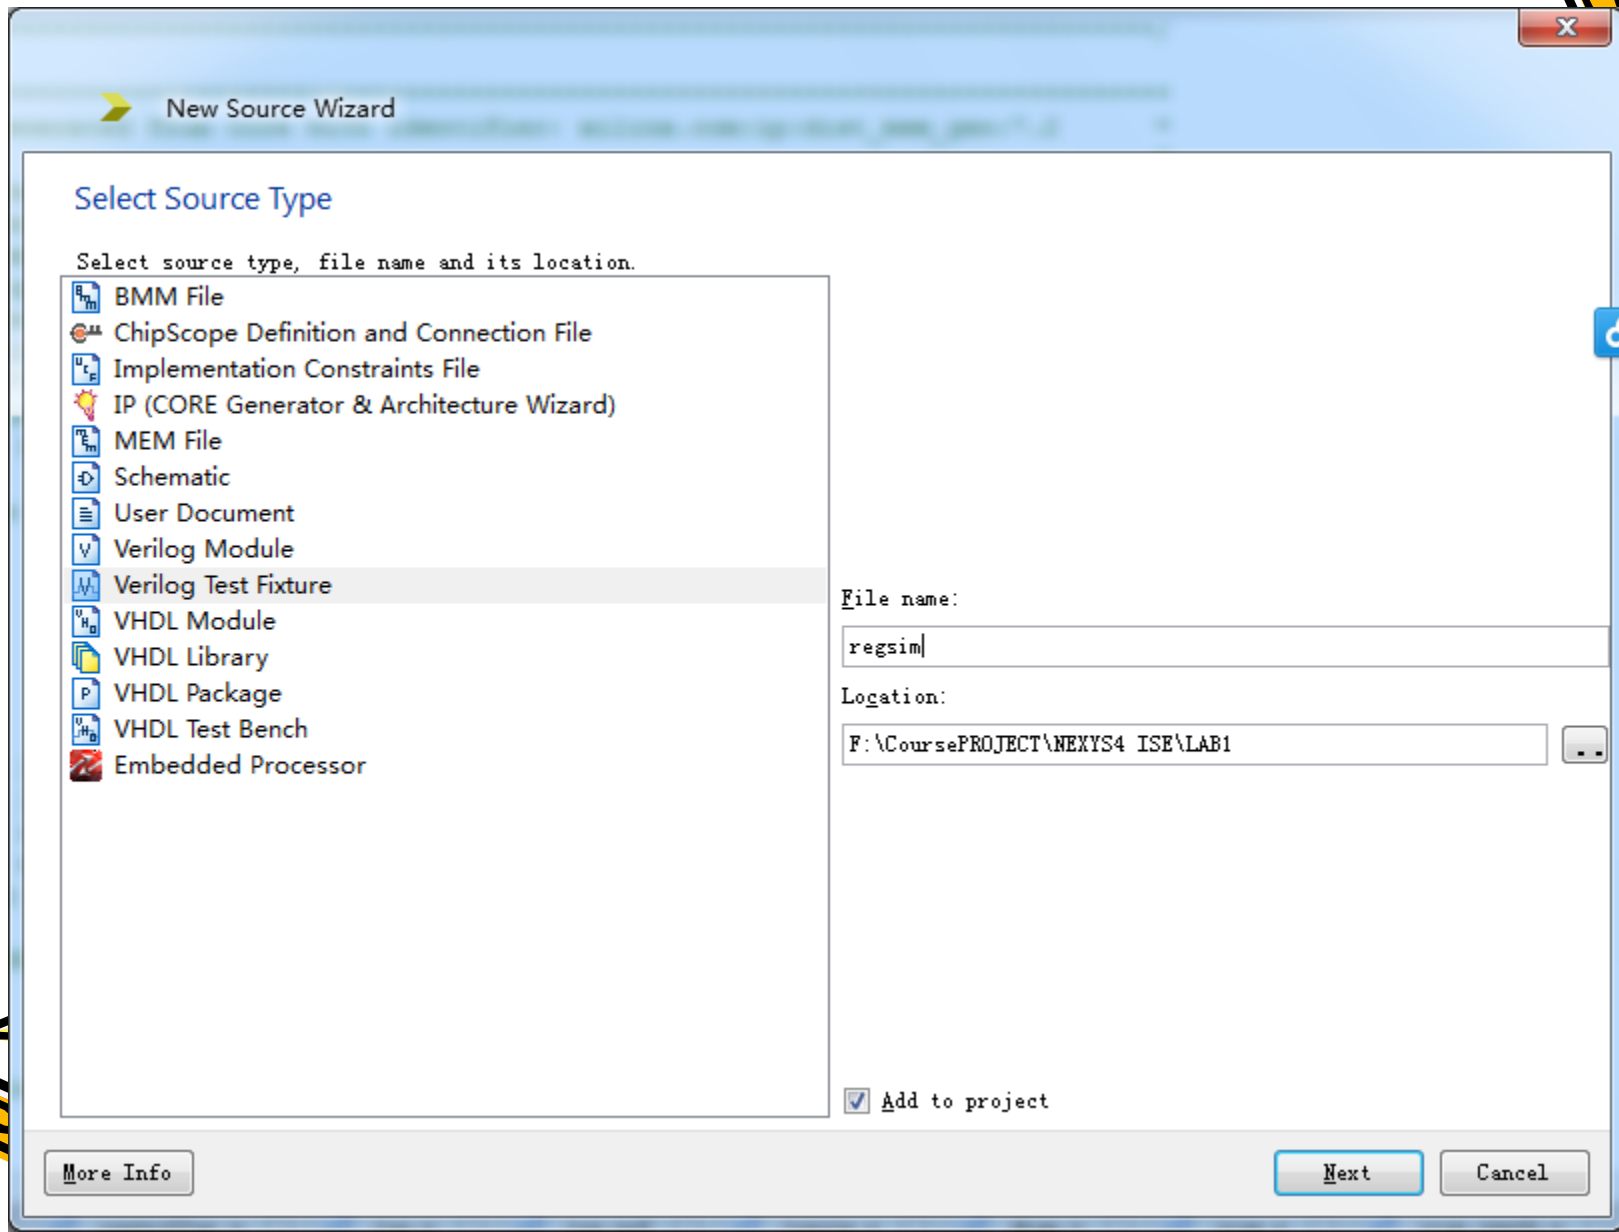 New Source Wizard
Select Source Type
Select source type, file name and its location.
BMM File
ChipScope Definition and Connection File
Implementation Constraints File
IP (CORE Generator & Architecture Wizard)
MEM File
Schematic
User Document
Verilog Module
Verilog Test Fixture
VHDL Module
VHDL Library
VHDL Package
VHDL Test Bench
Embedded Processor
File name:
regsim
Location:
F:\CoursePROJECT\NEXYS4 ISE\LAB1
..
Add to project
More Info
Next
Cancel